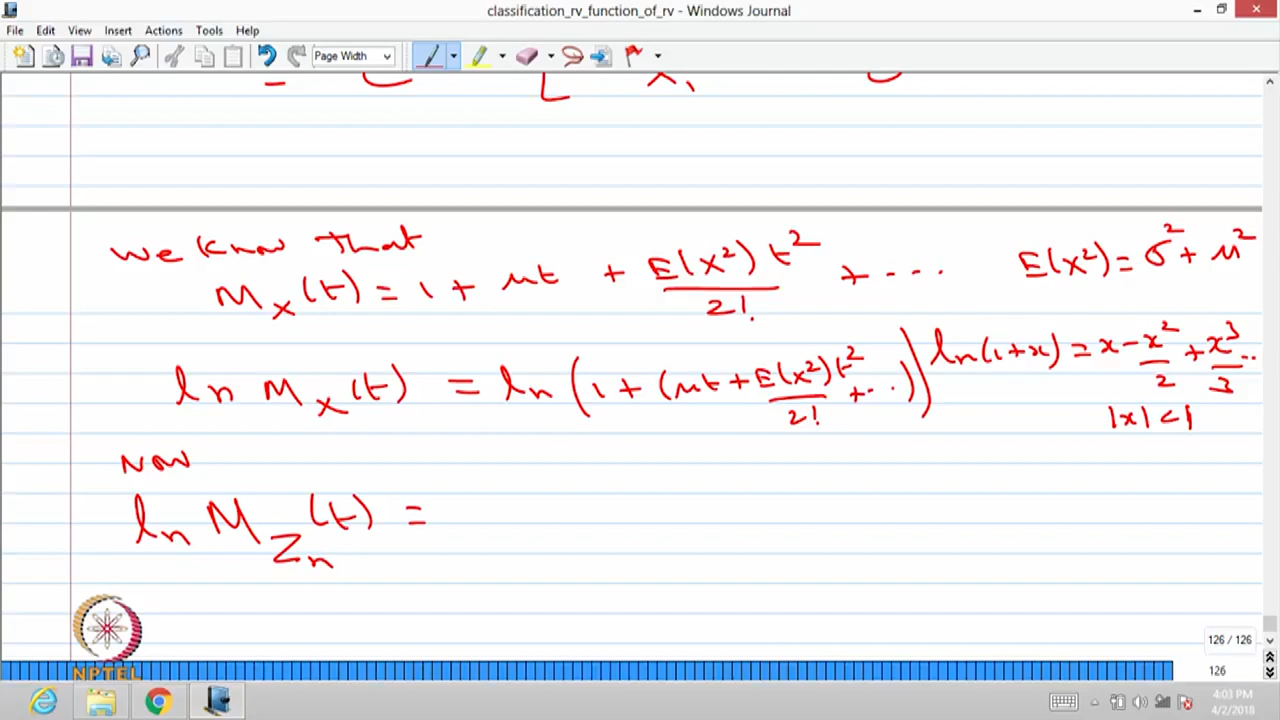 classification_rv_function_of_rv - Windows Journal
File Edit View Insert Actions Tools Help
Page Width
We know that
M_X(t) = 1 + μt + E(X²)t²/2! + ... E(X²) = σ² + μ²
ln M_X(t) = ln (1 + (μt + E(X²)t²/2! + ...)) ln(1+x) = x - x²/2 + x³/3 ...
|x| < 1
Now
ln M_Zn(t) =
NPTEL
126 / 126
126
4:03 PM
4/2/2018